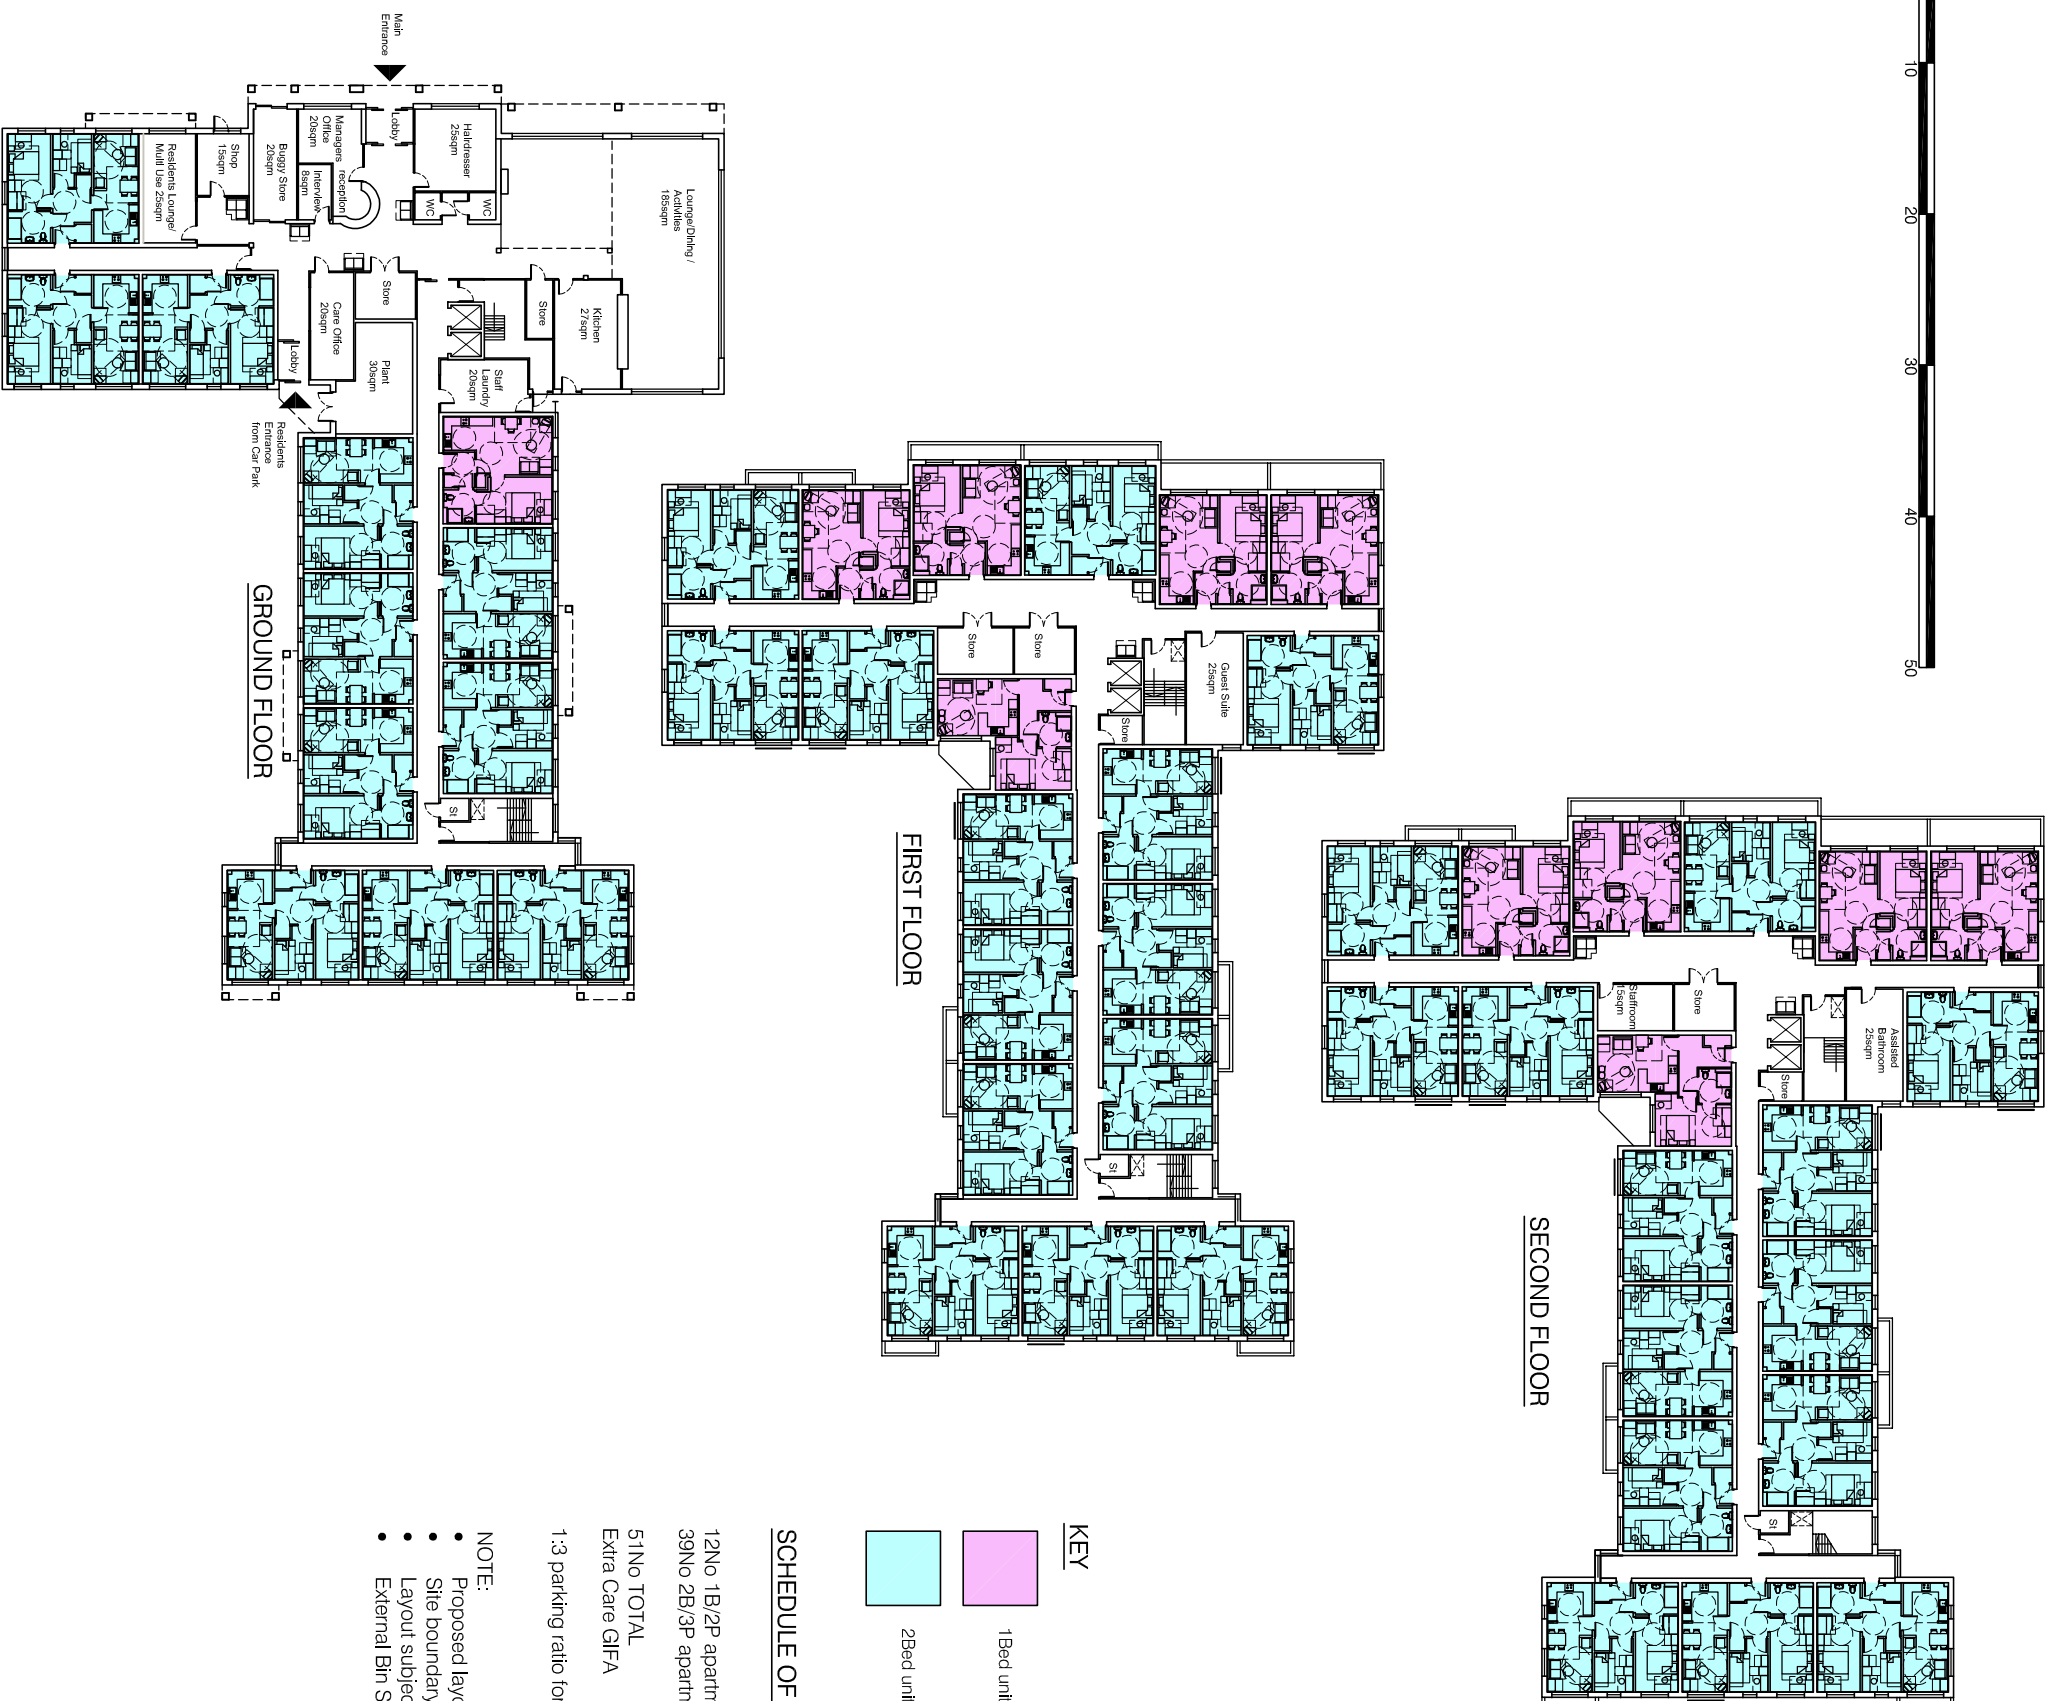 10
20
30
40
50
Main
Entrance
Lobby
Hairdresser
25sqm
Managers
Office
20sqm
reception
Interview
8sqm
Buggy Store
20sqm
Shop
15sqm
Residents Lounge/
Multi Use 25sqm
WC
WC
Lounge/Dining /
Activities
185sqm
Store
Store
Kitchen
27sqm
Care Office
20sqm
Plant
30sqm
Staff
Laundry
20sqm
Lobby
Residents
Entrance
from Car Park
St
GROUND FLOOR
Store
Store
Guest Suite
25sqm
Store
St
FIRST FLOOR
Staffroom
15sqm
Store
Assisted
Bathroom
25sqm
Store
St
SECOND FLOOR
KEY
1Bed unit
2Bed unit
SCHEDULE OF
12No 1B/2P apartm
39No 2B/3P apartn
51No TOTAL
Extra Care GIFA
1:3 parking ratio for
NOTE:
• Proposed layo
• Site boundary
• Layout subjec
• External Bin S